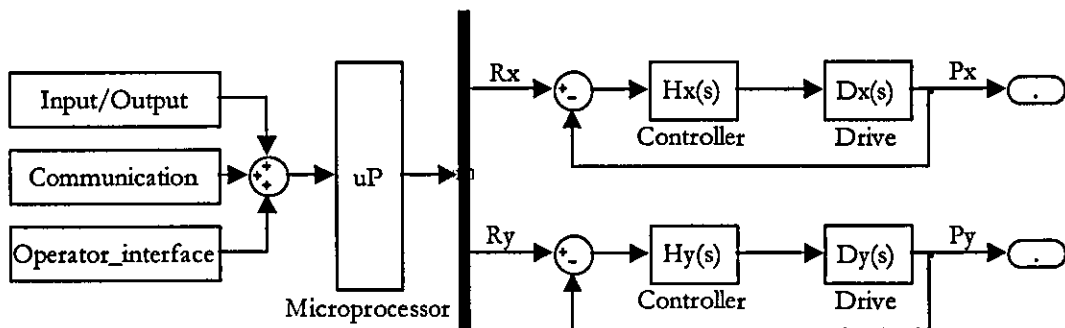 Input/Output
Communication
Operator_interface
+
+
+
uP
Microprocessor
Rx
+
-
Hx(s)
Controller
Dx(s)
Drive
Px
.
Ry
+
-
Hy(s)
Controller
Dy(s)
Drive
Py
.